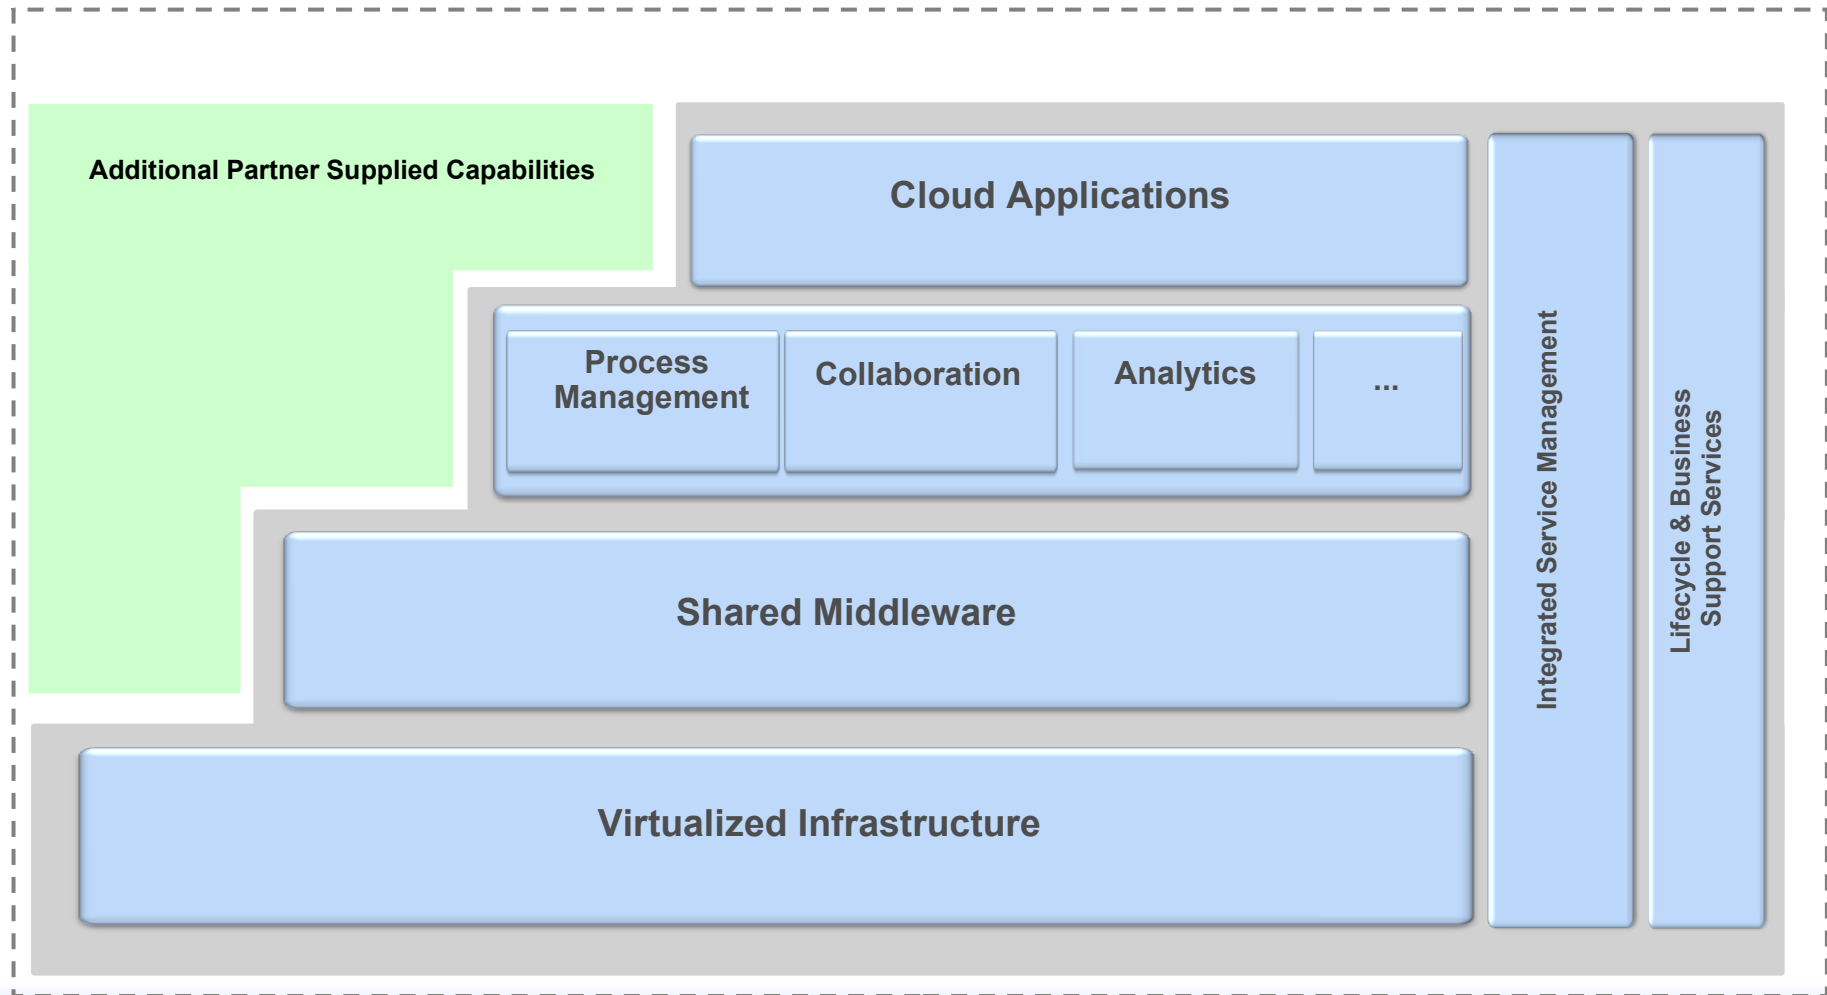 Additional Partner Supplied Capabilities
Cloud Applications
Process
Management
Collaboration
Analytics
...
Shared Middleware
Virtualized Infrastructure
Integrated Service Management
Lifecycle & Business
Support Services